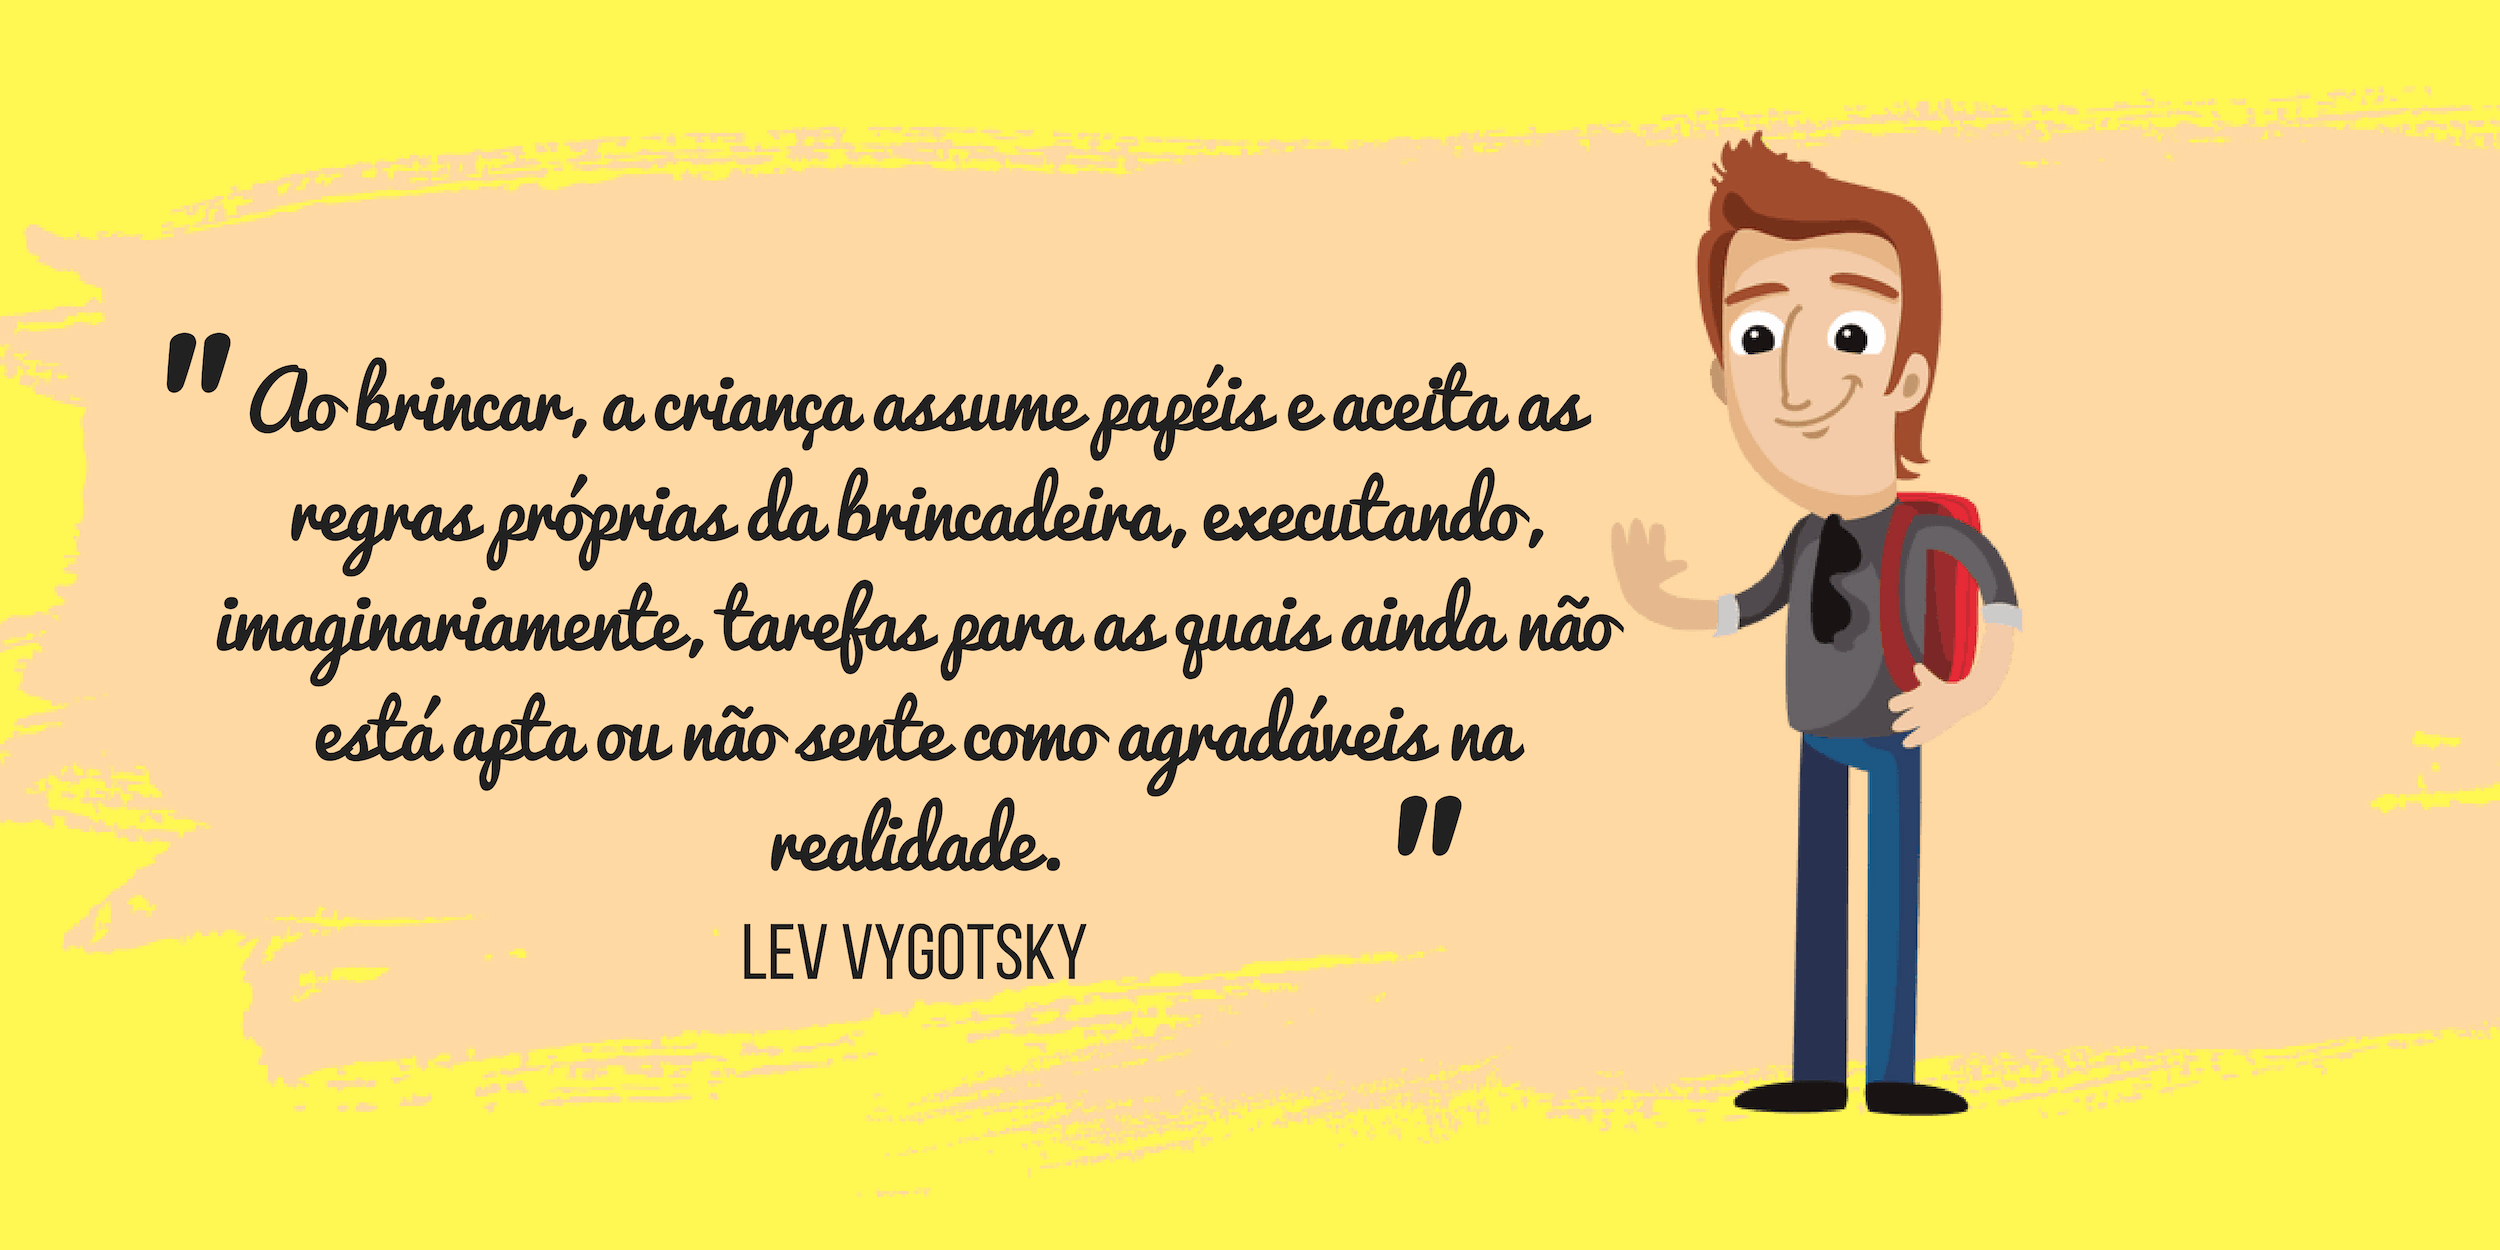 "Ao brincar, a criança assume papéis e aceita as
regras próprias da brincadeira, executando,
imaginariamente, tarefas para as quais ainda não
está apta ou não sente como agradáveis na
realidade. "
LEV VYGOTSKY